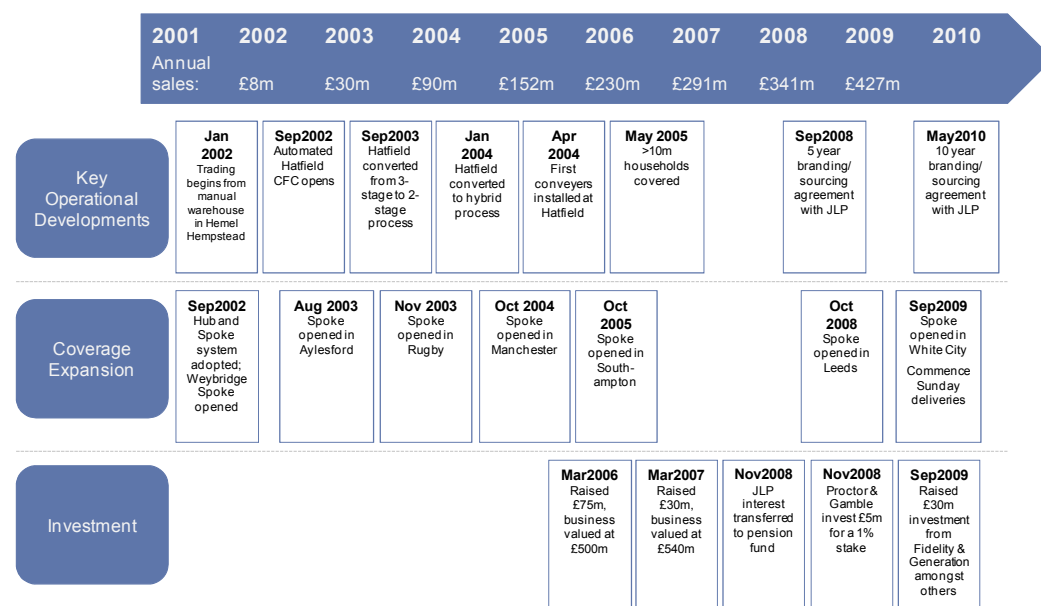 2001 2002 2003 2004 2005 2006 2007 2008 2009 2010
Annual
sales: £8m £30m £90m £152m £230m £291m £341m £427m
Key
Operational
Developments
Jan
2002
Trading
begins from
manual
warehouse
in Hemel
Hempstead
Sep2002
Automated
Hatfield
CFC opens
Sep2003
Hatfield
converted
from 3-
stage to 2-
stage
process
Jan
2004
Hatfield
converted
to hybrid
process
Apr
2004
First
conveyers
installed at
Hatfield
May 2005
>10m
households
covered
Sep2008
5 year
branding/
sourcing
agreement
with JLP
May2010
10 year
branding/
sourcing
agreement
with JLP
Coverage
Expansion
Sep2002
Hub and
Spoke
system
adopted;
Weybridge
Spoke
opened
Aug 2003
Spoke
opened in
Aylesford
Nov 2003
Spoke
opened in
Rugby
Oct 2004
Spoke
opened in
Manchester
Oct
2005
Spoke
opened in
South-
ampton
Oct
2008
Spoke
opened in
Leeds
Sep2009
Spoke
opened in
White City
Commence
Sunday
deliveries
Investment
Mar2006
Raised
£75m,
business
valued at
£500m
Mar2007
Raised
£30m,
business
valued at
£540m
Nov2008
JLP
interest
transferred
to pension
fund
Nov2008
Proctor &
Gamble
invest £5m
for a 1%
stake
Sep2009
Raised
£30m
investment
from
Fidelity &
Generation
amongst
others